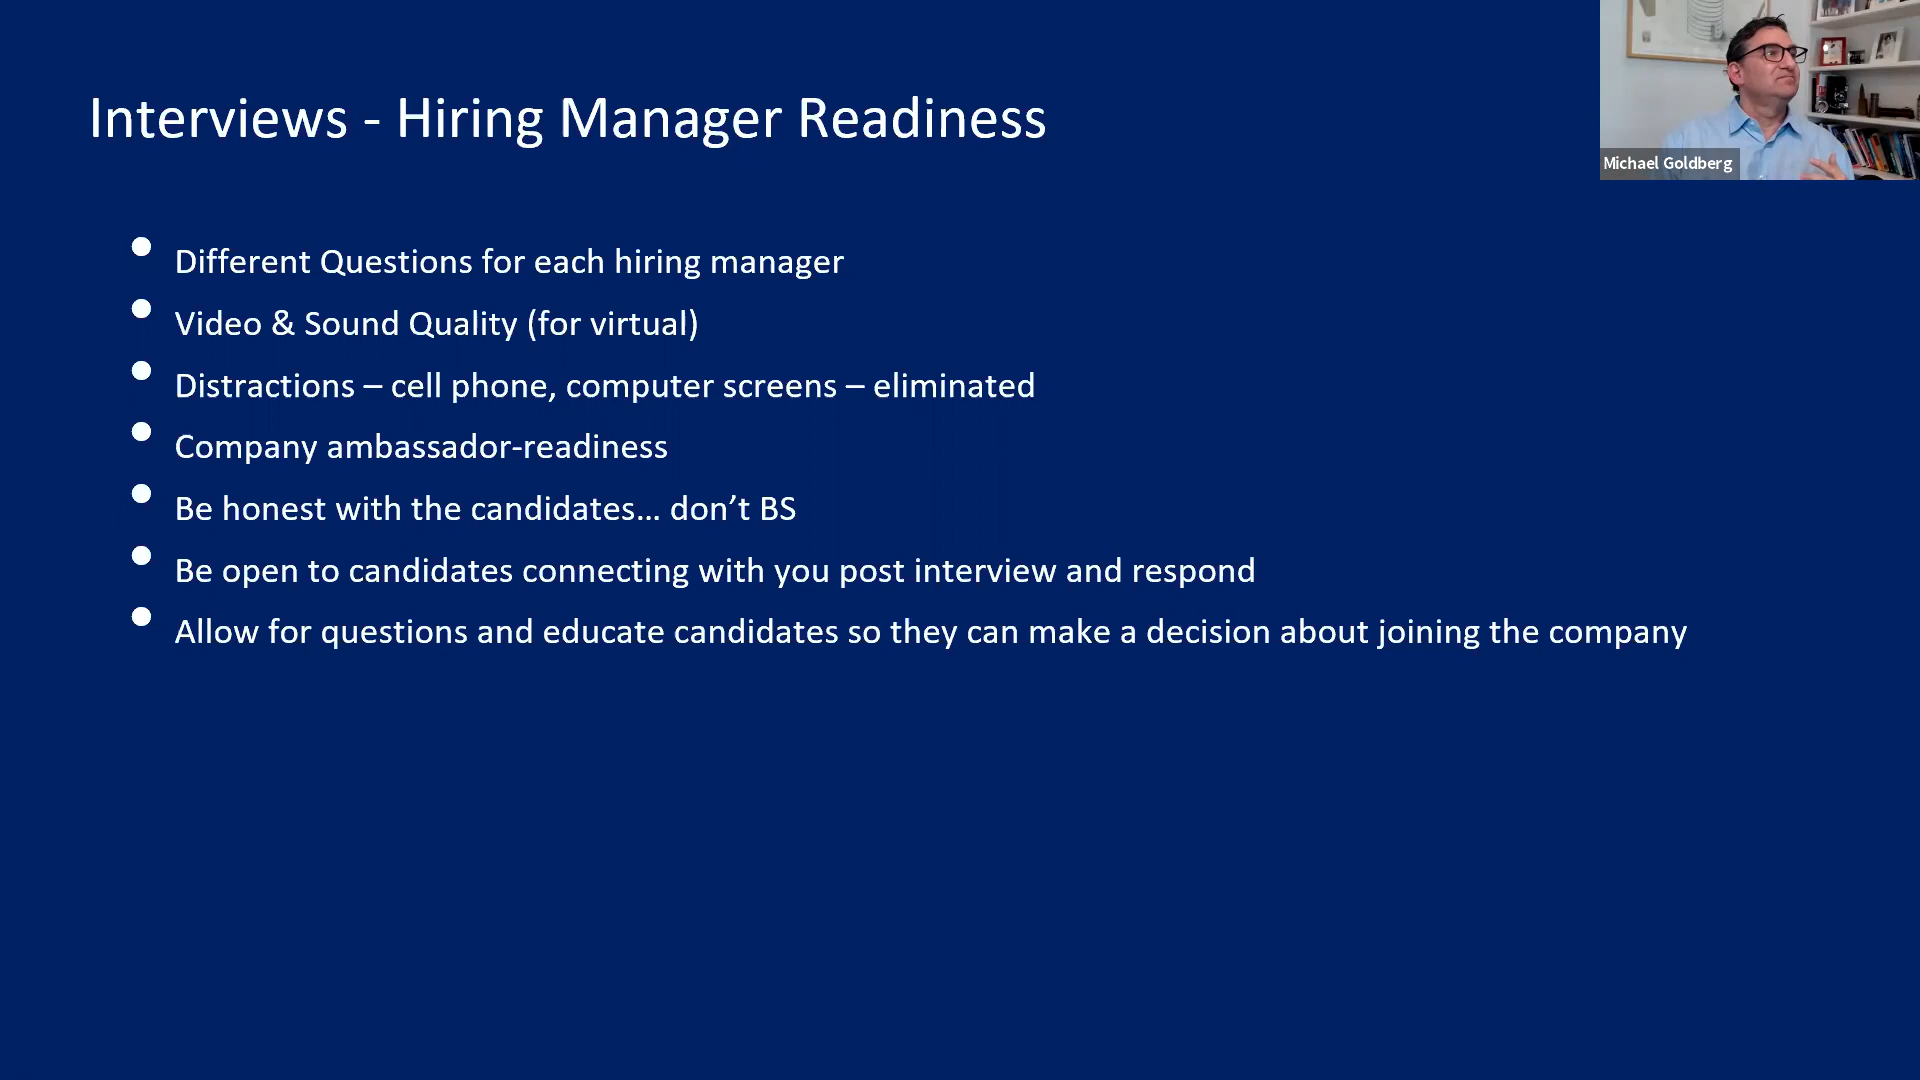 Interviews - Hiring Manager Readiness
Michael Goldberg
Different Questions for each hiring manager
Video & Sound Quality (for virtual)
Distractions – cell phone, computer screens – eliminated
Company ambassador-readiness
Be honest with the candidates… don’t BS
Be open to candidates connecting with you post interview and respond
Allow for questions and educate candidates so they can make a decision about joining the company